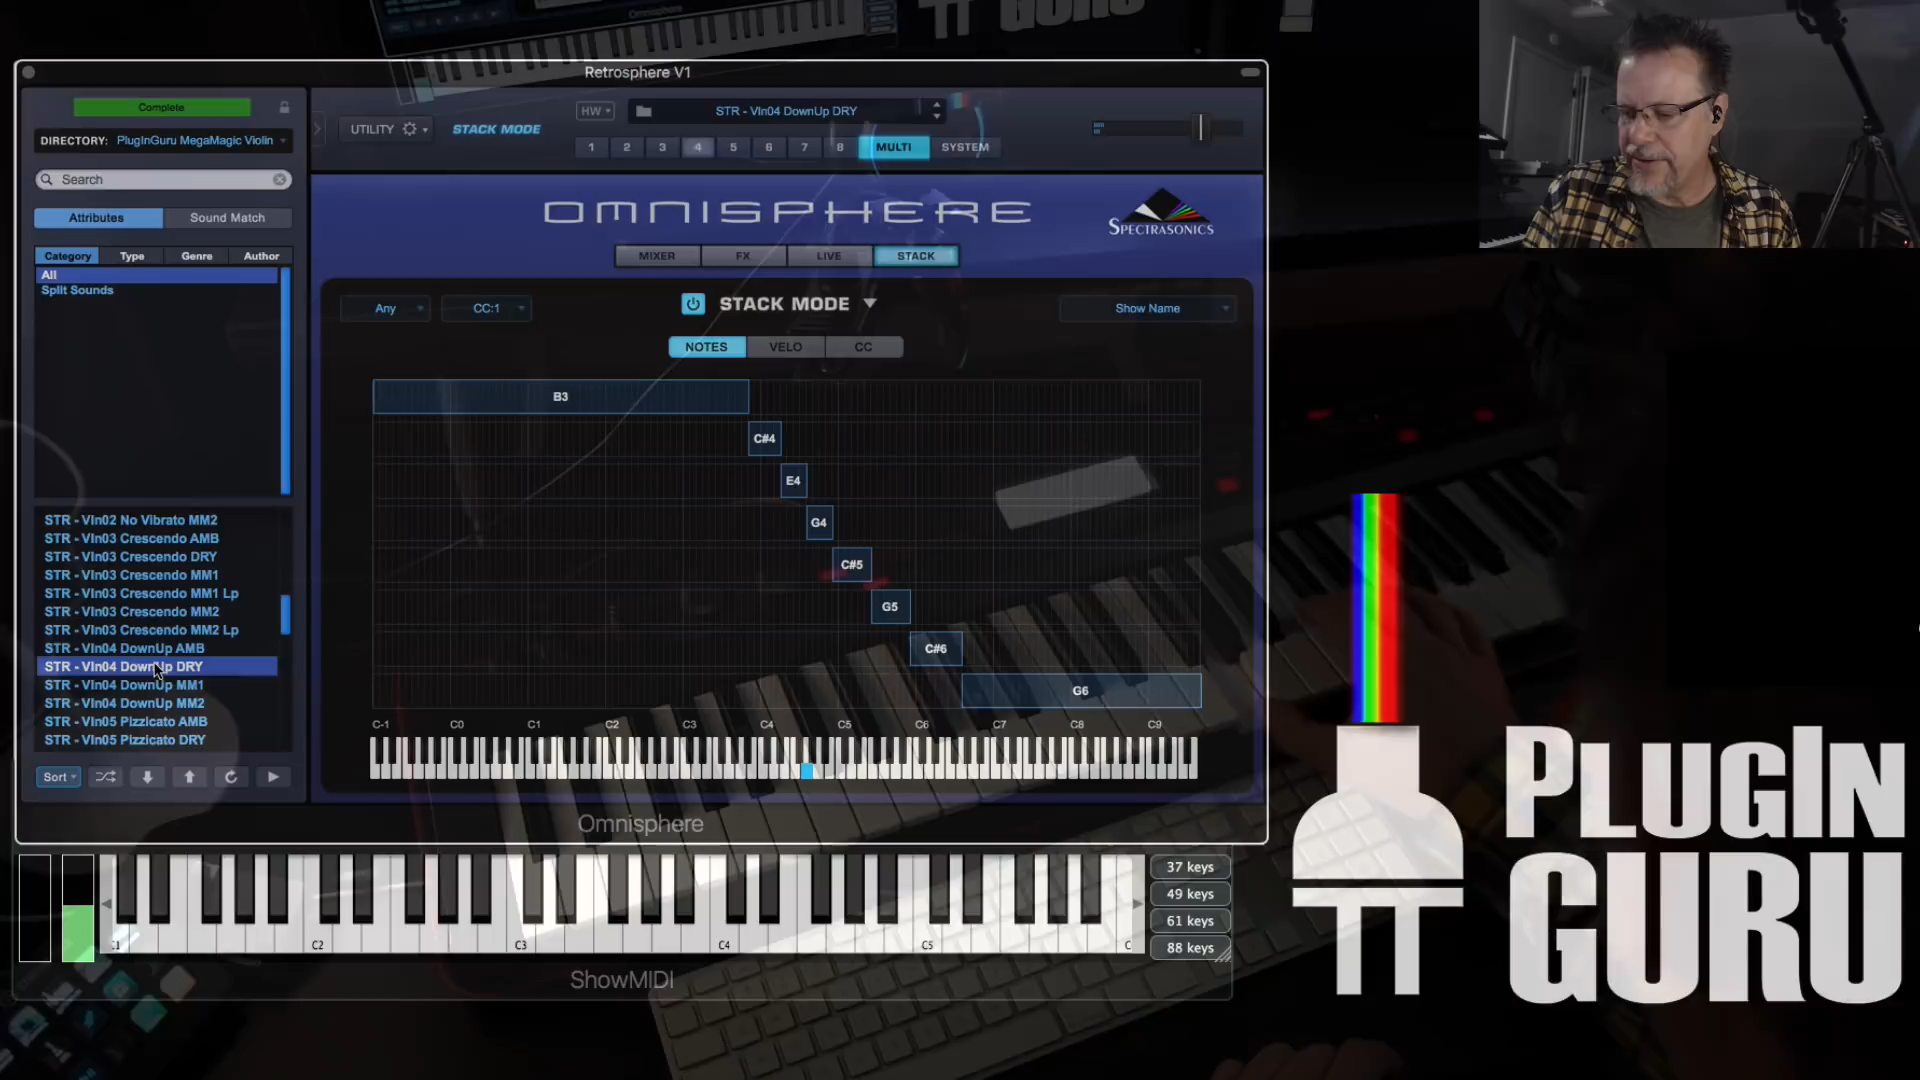 GURU
Retrosphere V1
Complete
DIRECTORY: PlugInGuru MegaMagic Violin
Search
Attributes Sound Match
Category Type Genre Author
All
Split Sounds
STR - Vln02 No Vibrato MM2
STR - Vln03 Crescendo AMB
STR - Vln03 Crescendo DRY
STR - Vln03 Crescendo MM1
STR - Vln03 Crescendo MM1 Lp
STR - Vln03 Crescendo MM2
STR - Vln03 Crescendo MM2 Lp
STR - Vln04 DownUp AMB
STR - Vln04 DownUp DRY
STR - Vln04 DownUp MM1
STR - Vln04 DownUp MM2
STR - Vln05 Pizzicato AMB
STR - Vln05 Pizzicato DRY
Sort
UTILITY STACK MODE HW STR - Vln04 DownUp DRY
1 2 3 4 5 6 7 8 MULTI SYSTEM
OMNISPHERE
SPECTRASONICS
MIXER FX LIVE STACK
Any CC:1 STACK MODE Show Name
NOTES VELO CC
B3
C#4
E4
G4
C#5
G5
C#6
G6
C-1 C0 C1 C2 C3 C4 C5 C6 C7 C8 C9
Omnisphere
37 keys
49 keys
61 keys
88 keys
C1 C2 C3 C4 C5 C
ShowMIDI
PLUGIN
GURU